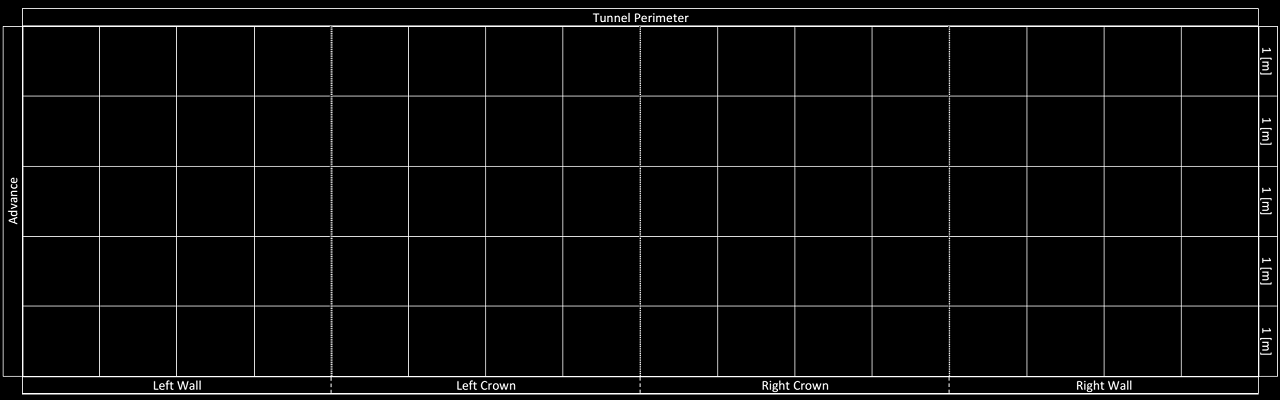 Tunnel Perimeter
Advance
1 [m]
1 [m]
1 [m]
1 [m]
1 [m]
Left Wall
Left Crown
Right Crown
Right Wall